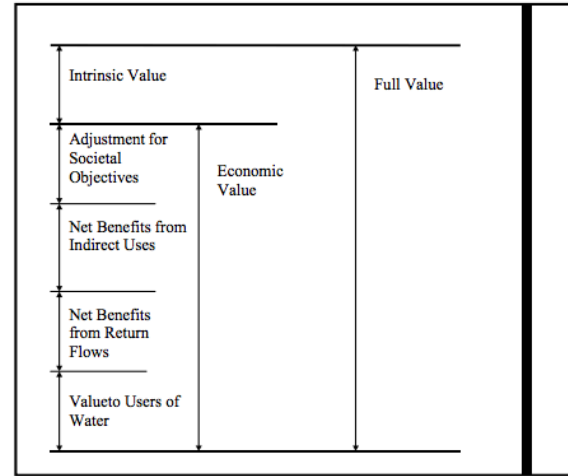 Intrinsic Value
Full Value
Adjustment for
Societal
Objectives
Economic
Value
Net Benefits from
Indirect Uses
Net Benefits
from Return
Flows
Valueto Users of
Water